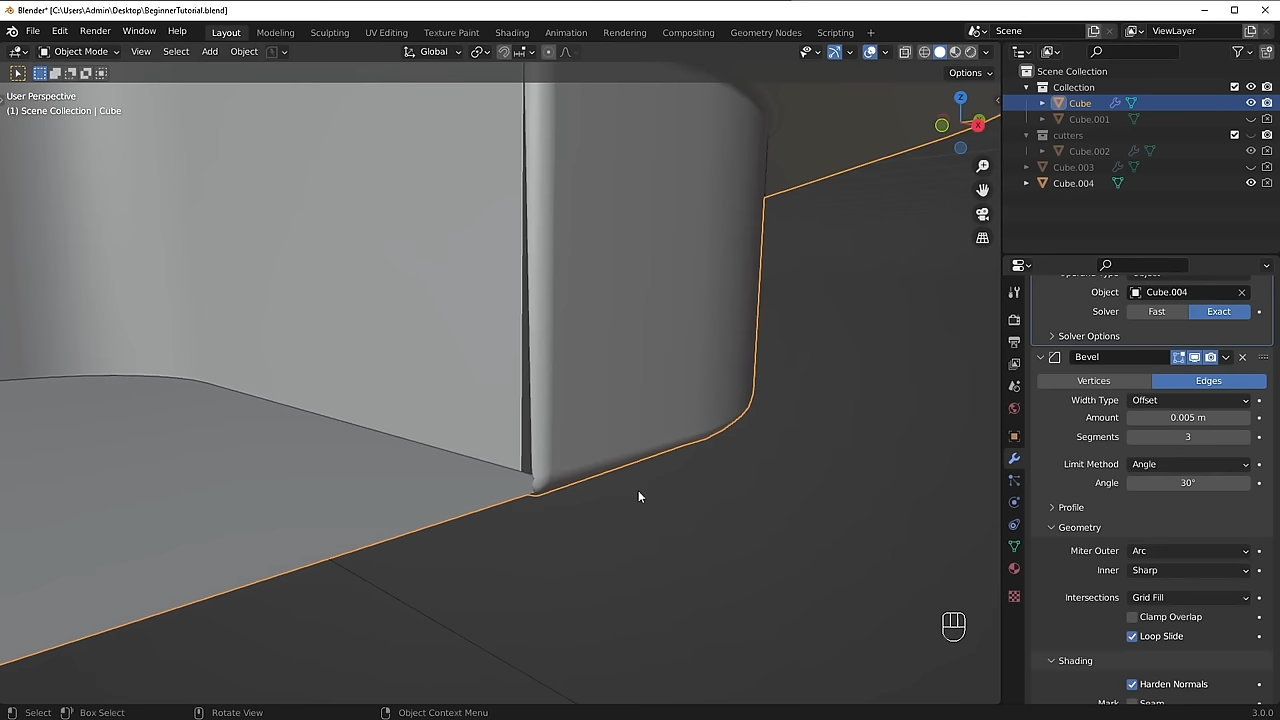 Blender* [C:\Users\Admin\Desktop\BeginnerTutorial.blend]
File Edit Render Window Help Layout Modeling Sculpting UV Editing Texture Paint Shading Animation Rendering Compositing Geometry Nodes Scripting Scene ViewLayer
Object Mode View Select Add Object Global
Options
User Perspective
(1) Scene Collection | Cube
Z
X
Scene Collection
Collection
Cube
Cube.001
cutters
Cube.002
Cube.003
Cube.004
Object Cube.004
Solver Fast Exact
Solver Options
Bevel
Vertices Edges
Width Type Offset
Amount 0.005 m
Segments 3
Limit Method Angle
Angle 30°
Profile
Geometry
Miter Outer Arc
Inner Sharp
Intersections Grid Fill
Clamp Overlap
Loop Slide
Shading
Harden Normals
Select Box Select Rotate View Object Context Menu 3.0.0